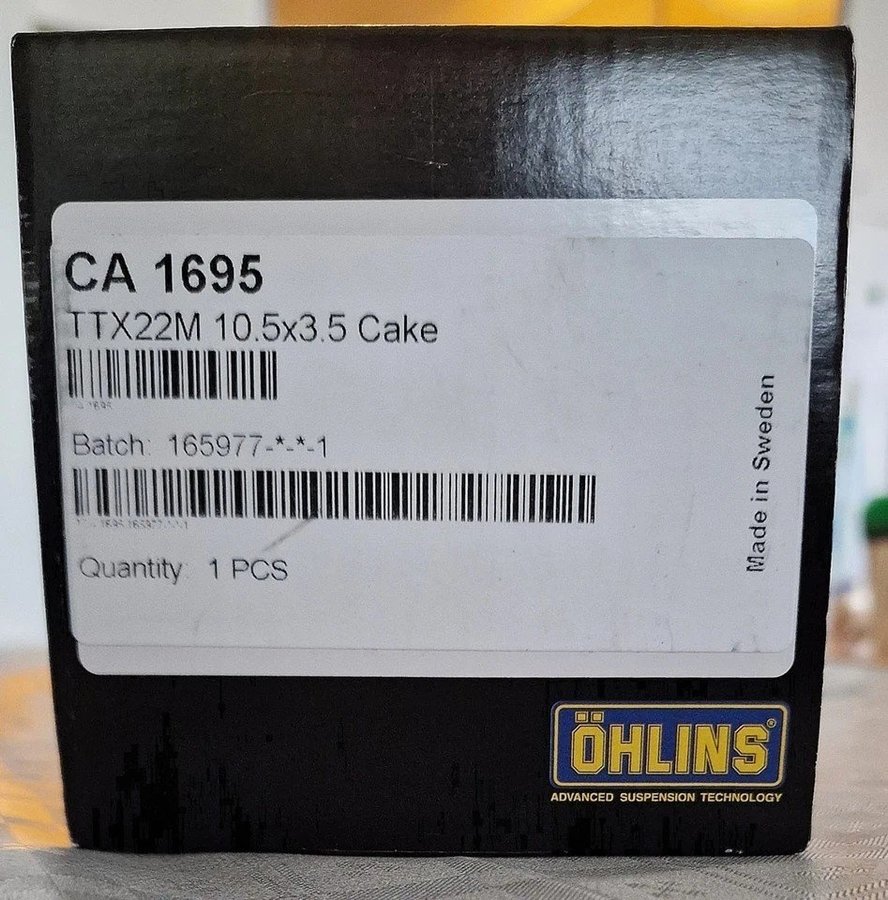 CA 1695
TTX22M 10.5x3.5 Cake
Batch: 165977-*-*-1
Quantity: 1 PCS
Made in Sweden
ÖHLINS®
ADVANCED SUSPENSION TECHNOLOGY